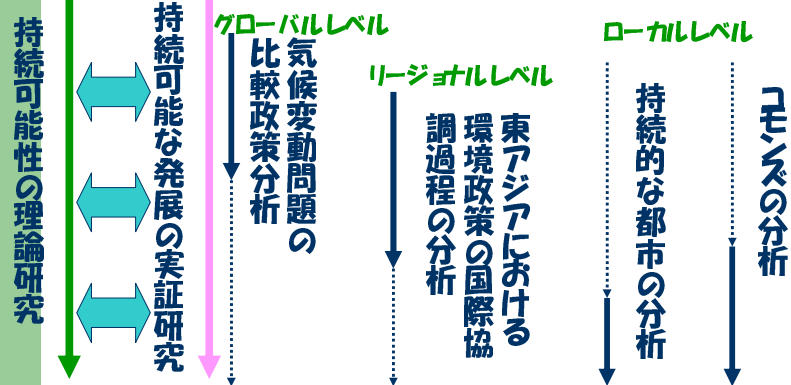 持続可能性の理論研究
持続可能な発展の実証研究
グローバルレベル
気候変動問題の
比較政策分析
リージョナルレベル
東アジアにおける
環境政策の国際協
調過程の分析
ローカルレベル
持続的な都市の分析
コモンズの分析